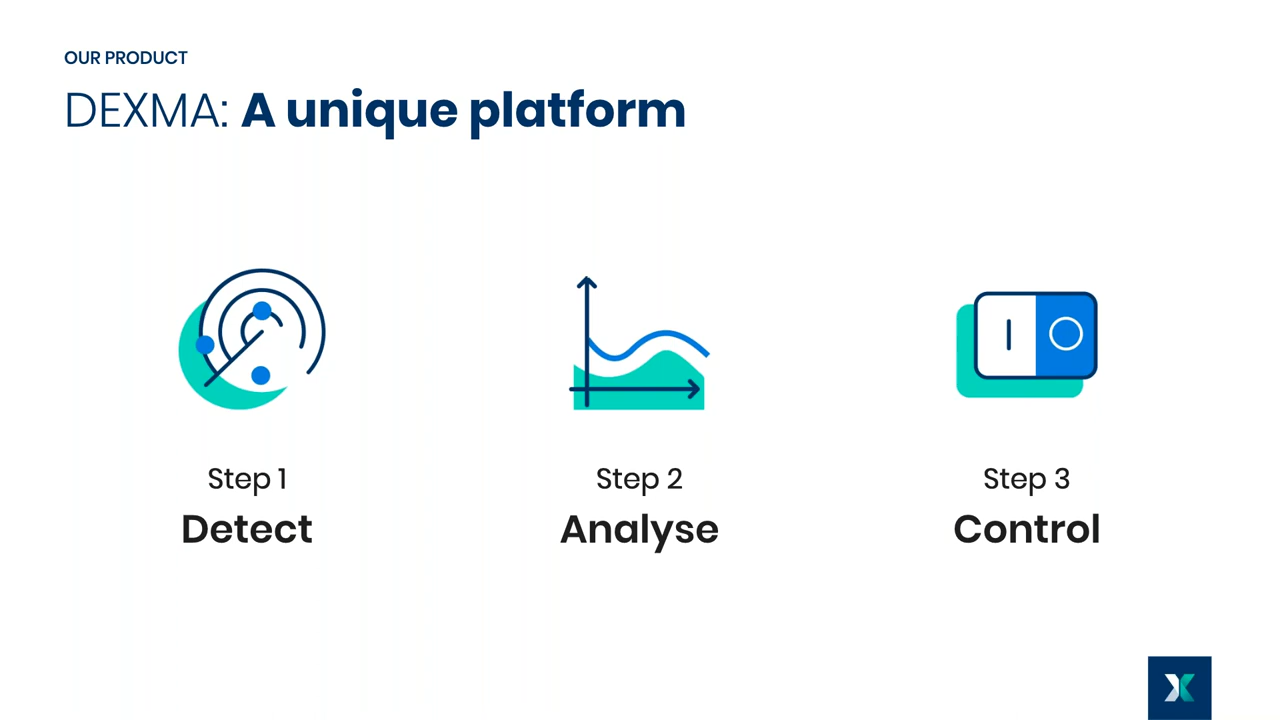 OUR PRODUCT
DEXMA: A unique platform
Step 1
Detect
Step 2
Analyse
Step 3
Control